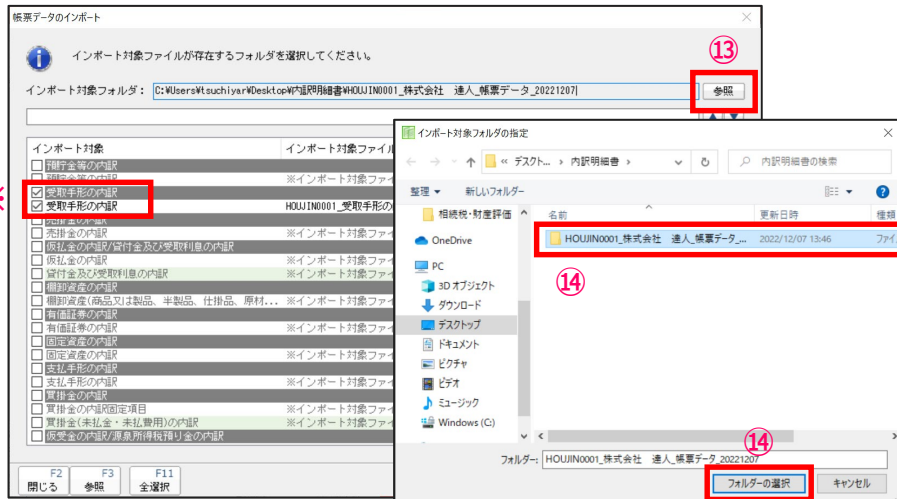 帳票データのインポート
インポート対象ファイルが存在するフォルダを選択してください。
⑬
インポート対象フォルダ: C:¥Users¥tsuchiyar¥Desktop¥内訳明細書¥HOUJIN0001_株式会社　達人_帳票データ_20221207
参照
▲ ▼
インポート対象 インポート対象ファイル
預貯金等の内訳
預貯金等の内訳 ※インポート対象ファイ
※
受取手形の内訳
受取手形の内訳 HOUJIN0001_受取手形の
売掛金の内訳
売掛金の内訳 ※インポート対象ファイ
仮払金の内訳/貸付金及び受取利息の内訳
仮払金の内訳 ※インポート対象ファイ
貸付金及び受取利息の内訳 ※インポート対象ファイ
棚卸資産の内訳
棚卸資産(商品又は製品、半製品、仕掛品、原材... ※インポート対象ファイ
有価証券の内訳
有価証券の内訳 ※インポート対象ファイ
固定資産の内訳
固定資産の内訳 ※インポート対象ファイ
支払手形の内訳
支払手形の内訳 ※インポート対象ファイ
買掛金の内訳
買掛金の内訳固定項目 ※インポート対象ファイ
買掛金(未払金・未払費用)の内訳 ※インポート対象ファイ
仮受金の内訳/源泉所得税預り金の内訳
F2 F3 F11
閉じる 参照 全選択
インポート対象フォルダの指定
« デスクト... › 内訳明細書 › 内訳明細書の検索
整理 新しいフォルダー
名前 更新日時 種類
相続税・財産評価
OneDrive
PC
3D オブジェクト
ダウンロード
デスクトップ
ドキュメント
ピクチャ
ビデオ
ミュージック
Windows (C:)
HOUJIN0001_株式会社　達人_帳票データ_... 2022/12/07 13:46 ファイ
⑭
⑭
フォルダー: HOUJIN0001_株式会社　達人_帳票データ_20221207
フォルダーの選択 キャンセル